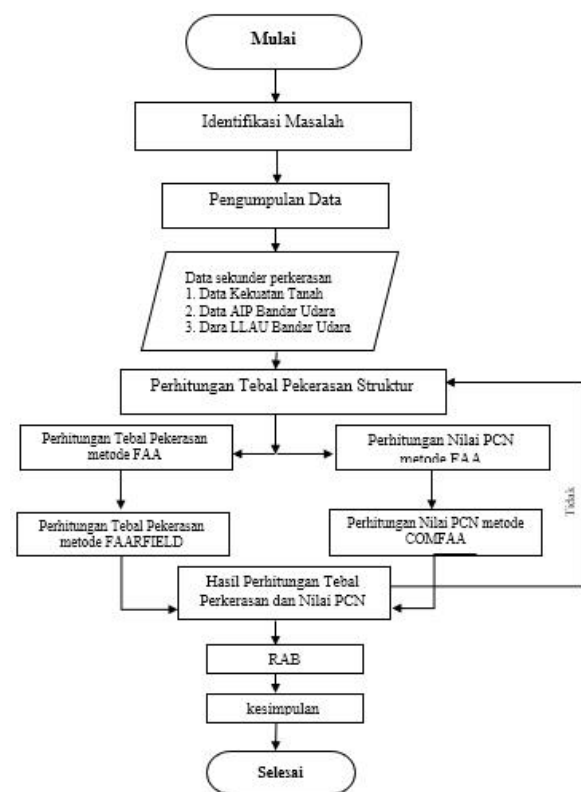 Mulai
Identifikasi Masalah
Pengumpulan Data
Data sekunder perkerasan
1. Data Kekuatan Tanah
2. Data AIP Bandar Udara
3. Dara LLAU Bandar Udara
Perhitungan Tebal Pekerasan Struktur
Perhitungan Tebal Pekerasan
metode FAA
Perhitungan Nilai PCN
metode FAA
Tidak
Perhitungan Tebal Pekerasan
metode FAARFIELD
Perhitungan Nilai PCN metode
COMFAA
Hasil Perhitungan Tebal
Perkerasan dan Nilai PCN
RAB
kesimpulan
Selesai